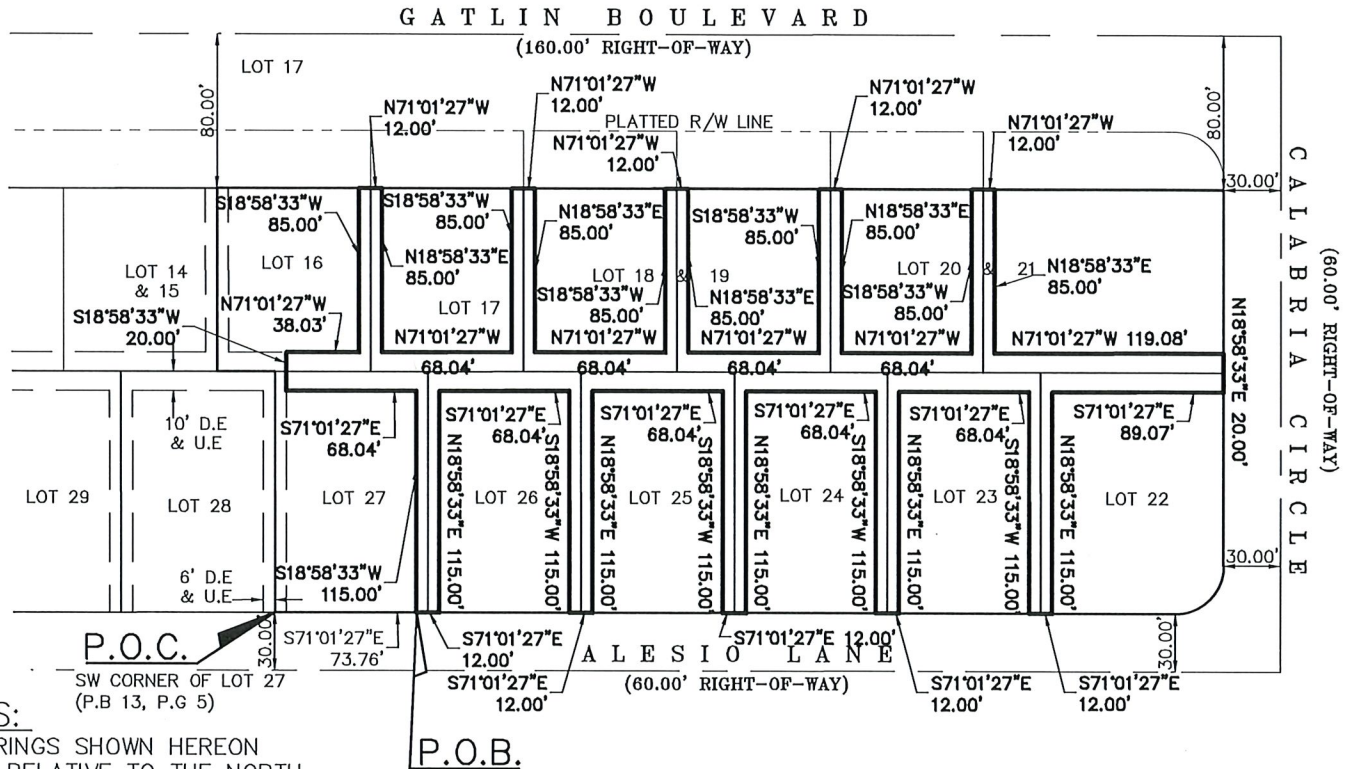 GATLIN BOULEVARD
(160.00' RIGHT-OF-WAY)
LOT 17
80.00'
N71°01'27"W
12.00'
N71°01'27"W
12.00'
N71°01'27"W
12.00'
PLATTED R/W LINE
N71°01'27"W
12.00'
N71°01'27"W
12.00'
80.00'
30.00'
CALABRIA CIRCLE
(60.00' RIGHT-OF-WAY)
S18°58'33"W
85.00'
S18°58'33"W
85.00'
N18°58'33"E
85.00'
S18°58'33"W
85.00'
N18°58'33"E
85.00'
LOT 14
& 15
LOT 16
N18°58'33"E
85.00'
LOT 17
LOT 18 & 19
S18°58'33"W
85.00'
N18°58'33"E
85.00'
LOT 20 & 21
S18°58'33"W
85.00'
N18°58'33"E
85.00'
S18°58'33"W
20.00'
N71°01'27"W
38.03'
N71°01'27"W
68.04'
N71°01'27"W
68.04'
N71°01'27"W
68.04'
N71°01'27"W
68.04'
N71°01'27"W 119.08'
N18°58'33"E 20.00'
10' D.E
& U.E
S71°01'27"E
68.04'
S71°01'27"E
68.04'
S71°01'27"E
68.04'
S71°01'27"E
68.04'
S71°01'27"E
68.04'
S71°01'27"E
89.07'
LOT 29
LOT 28
LOT 27
N18°58'33"E 115.00'
LOT 26
S18°58'33"W 115.00'
N18°58'33"E 115.00'
LOT 25
S18°58'33"W 115.00'
N18°58'33"E 115.00'
LOT 24
S18°58'33"W 115.00'
N18°58'33"E 115.00'
LOT 23
S18°58'33"W 115.00'
N18°58'33"E 115.00'
LOT 22
30.00'
6' D.E
& U.E
S18°58'33"W
115.00'
P.O.C.
SW CORNER OF LOT 27
(P.B 13, P.G 5)
30.00'
S71°01'27"E
73.76'
S71°01'27"E
12.00'
S71°01'27"E
12.00'
S71°01'27"E 12.00'
ALESIO LANE
(60.00' RIGHT-OF-WAY)
S71°01'27"E
12.00'
S71°01'27"E
12.00'
30.00'
P.O.B.
S:
RINGS SHOWN HEREON
RELATIVE TO THE NORTH